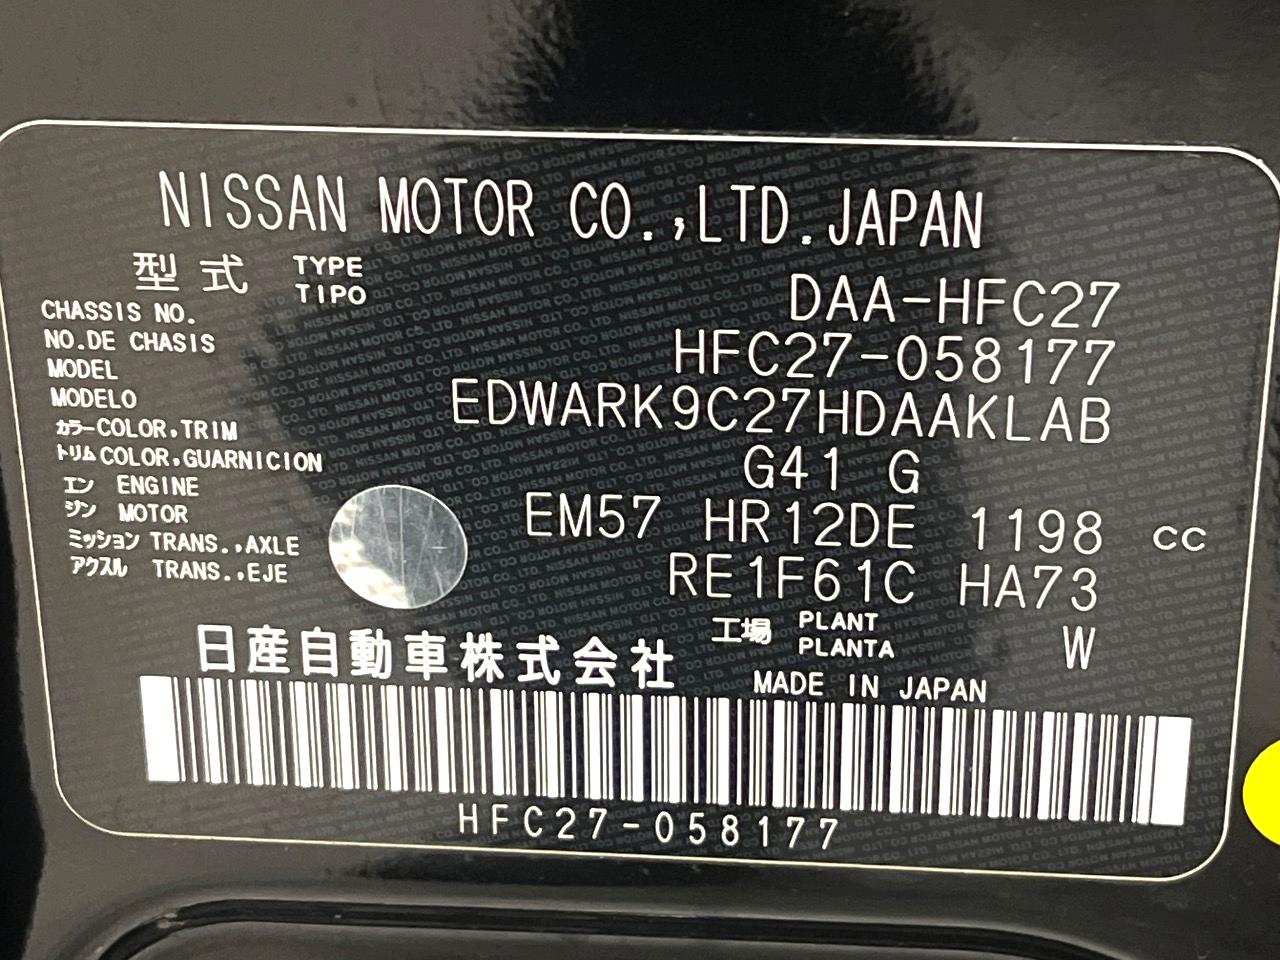 NISSAN MOTOR CO.,LTD.JAPAN
型式 TYPE
TIPO
DAA-HFC27
CHASSIS NO.
NO.DE CHASIS
HFC27-058177
MODEL
MODELO
EDWARK9C27HDAAKLAB
カラー COLOR,TRIM
トリム COLOR,GUARNICION
G41 G
エン ENGINE
ジン MOTOR
EM57 HR12DE 1198 cc
ミッション TRANS.,AXLE
アクスル TRANS.,EJE
RE1F61C HA73
工場 PLANT
PLANTA
W
日産自動車株式会社
MADE IN JAPAN
HFC27-058177